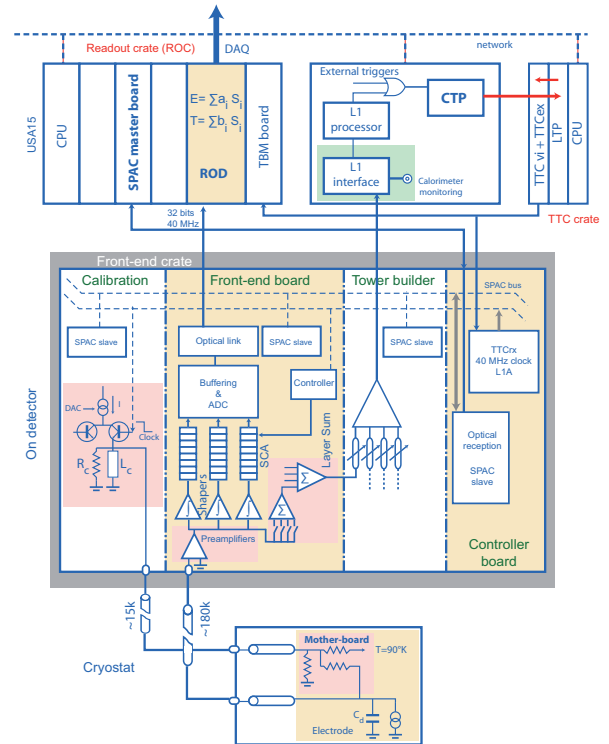 Readout crate (ROC)
DAQ
network
USA15
CPU
SPAC master board
E= ∑aᵢ Sᵢ
T= ∑bᵢ Sᵢ
ROD
TBM board
External triggers
CTP
L1
processor
L1
interface
Calorimeter
monitoring
TTC vi + TTCex
LTP
CPU
32 bits
40 MHz
TTC crate
Front-end crate
Calibration
Front-end board
Tower builder
SPAC bus
SPAC slave
Optical link
SPAC slave
SPAC slave
TTCrx
40 MHz clock
L1A
Buffering
&
ADC
Controller
On detector
DAC
I
Clock
Rc
Lc
Shapers
∫
∫
∫
SCA
Layer Sum
∑
∑
Optical
reception
SPAC
slave
Preamplifiers
Controller
board
~15k
~180k
Cryostat
Mother-board
T=90°K
Cd
Electrode